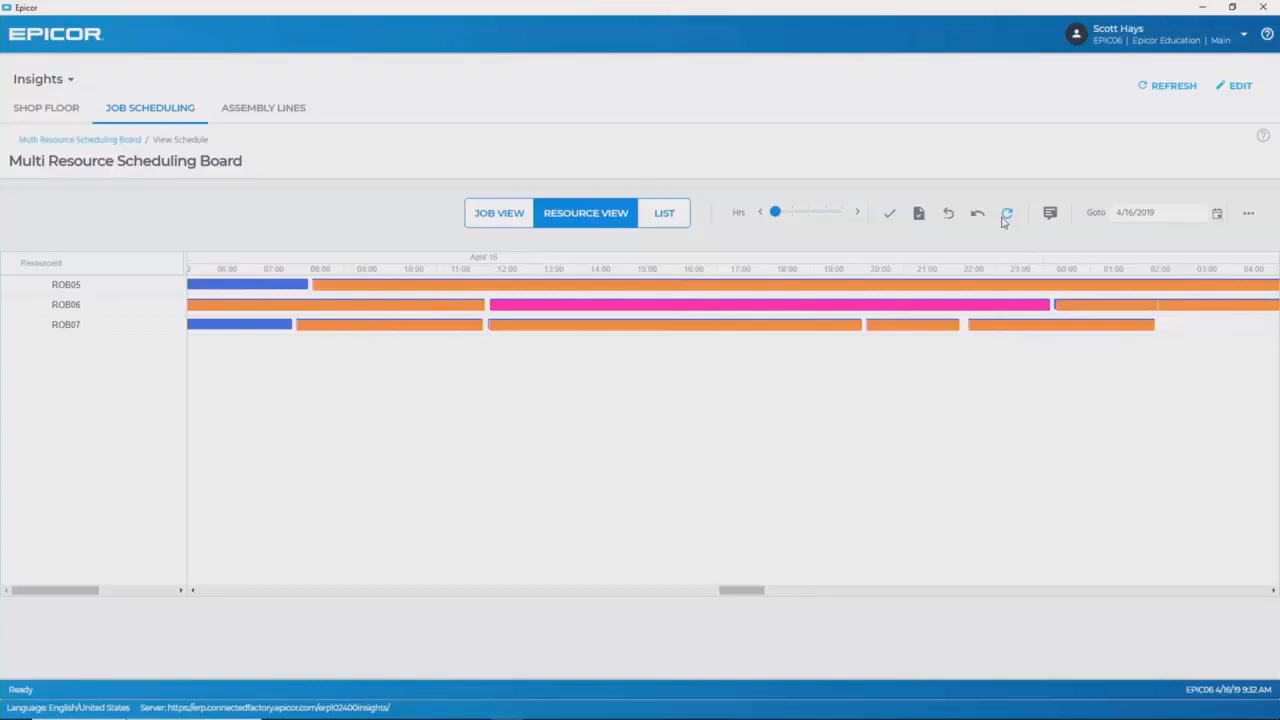 Epicor
EPICOR
Scott Hays
EPIC06 | Epicor Education | Main
Insights
REFRESH EDIT
SHOP FLOOR JOB SCHEDULING ASSEMBLY LINES
Multi Resource Scheduling Board / View Schedule
Multi Resource Scheduling Board
JOB VIEW RESOURCE VIEW LIST Hrs Goto 4/16/2019
April 16
ResourceId 0 06:00 07:00 08:00 09:00 10:00 11:00 12:00 13:00 14:00 15:00 16:00 17:00 18:00 19:00 20:00 21:00 22:00 23:00 00:00 01:00 02:00 03:00 04:00
ROB05
ROB06
ROB07
Ready EPIC06 4/16/19 9:32 AM
Language: English/United States Server: https://erp.connectedfactory.epicor.com/erp102400insights/